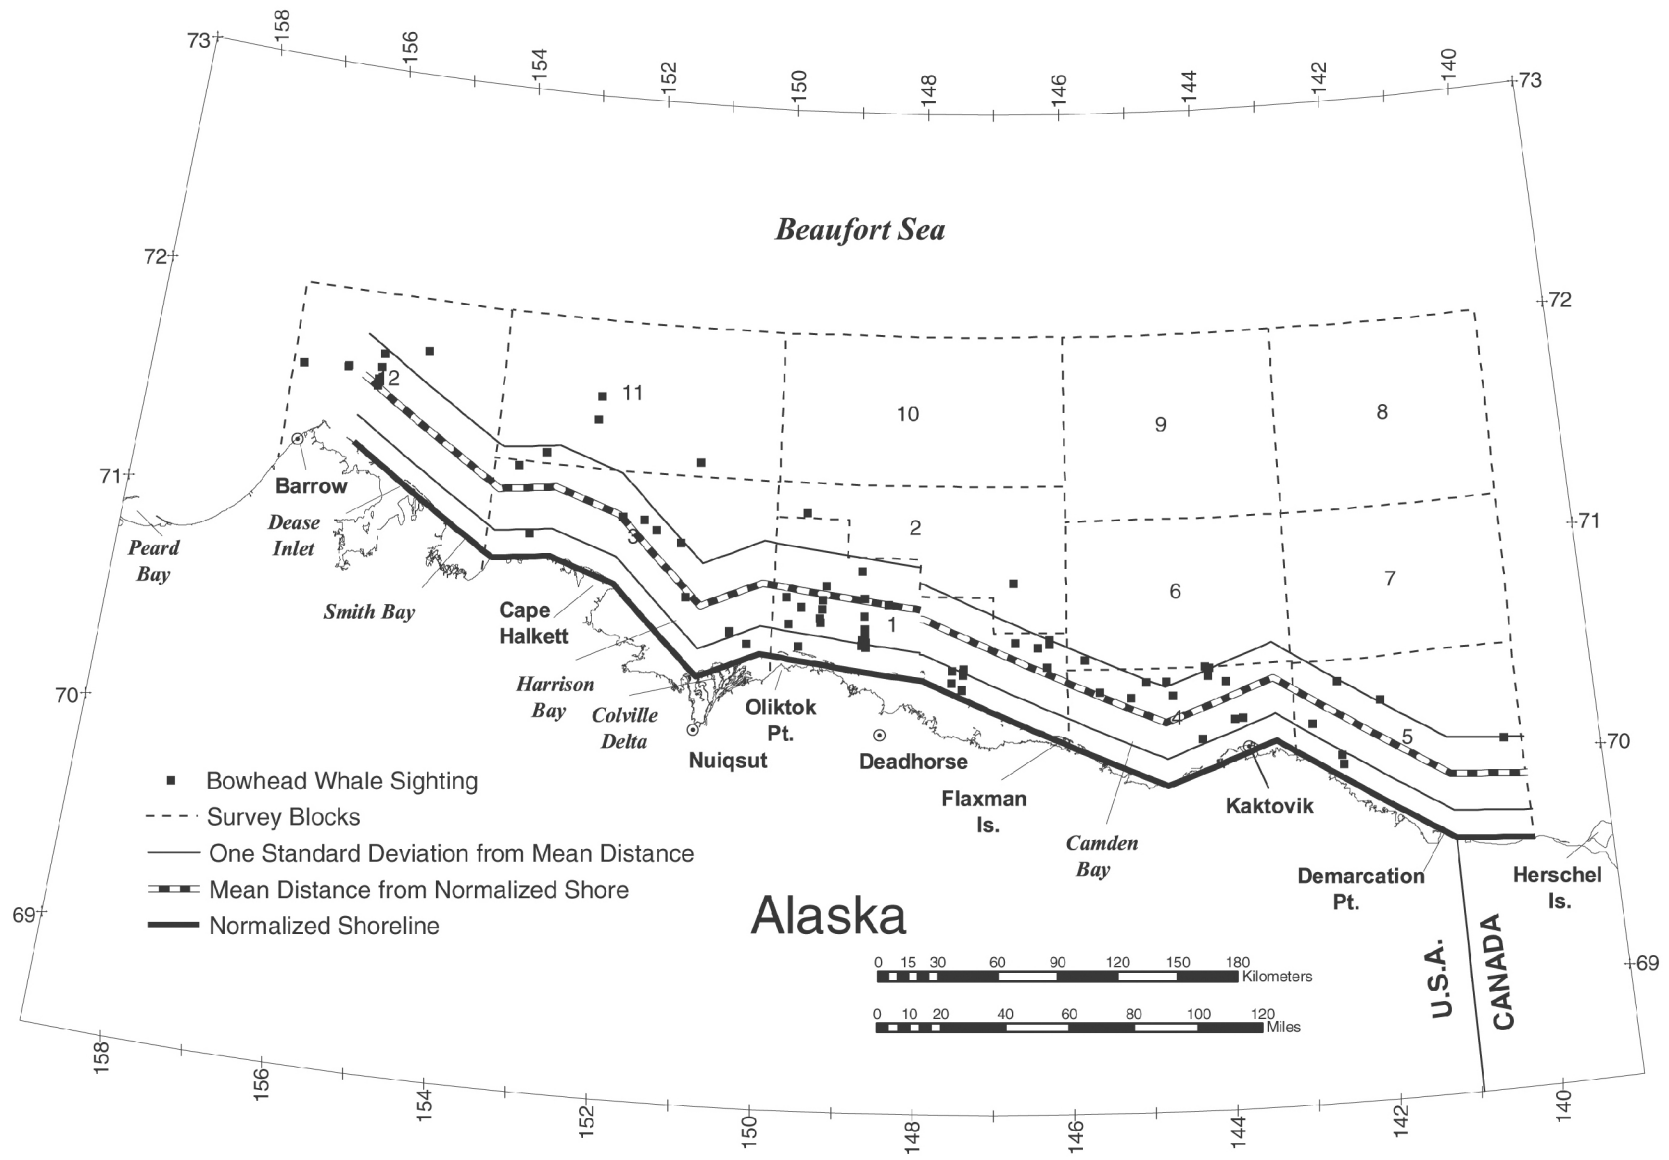 158
156
154
152
150
148
146
144
142
140
73
73
Beaufort Sea
72
72
11
10
9
8
2
71
71
Barrow
Dease
Inlet
Peard
Bay
3
2
7
6
Smith Bay
Cape
Halkett
1
Harrison
Bay
Colville
Delta
Oliktok
Pt.
70
70
4
5
Nuiqsut
Deadhorse
Flaxman
Is.
Kaktovik
Camden
Bay
Demarcation
Pt.
Herschel
Is.
Bowhead Whale Sighting
Survey Blocks
One Standard Deviation from Mean Distance
Mean Distance from Normalized Shore
Normalized Shoreline
Alaska
69
69
0 15 30 60 90 120 150 180
Kilometers
0 10 20 40 60 80 100 120
Miles
U.S.A.
CANADA
158
156
154
152
150
148
146
144
142
140